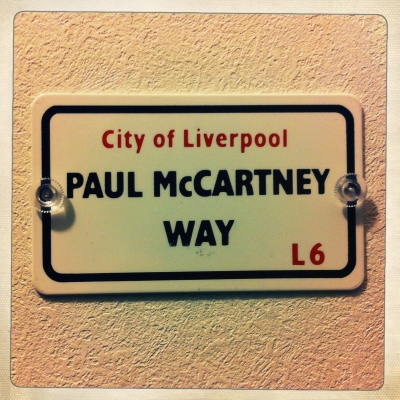 City of Liverpool
PAUL McCARTNEY
WAY
L6